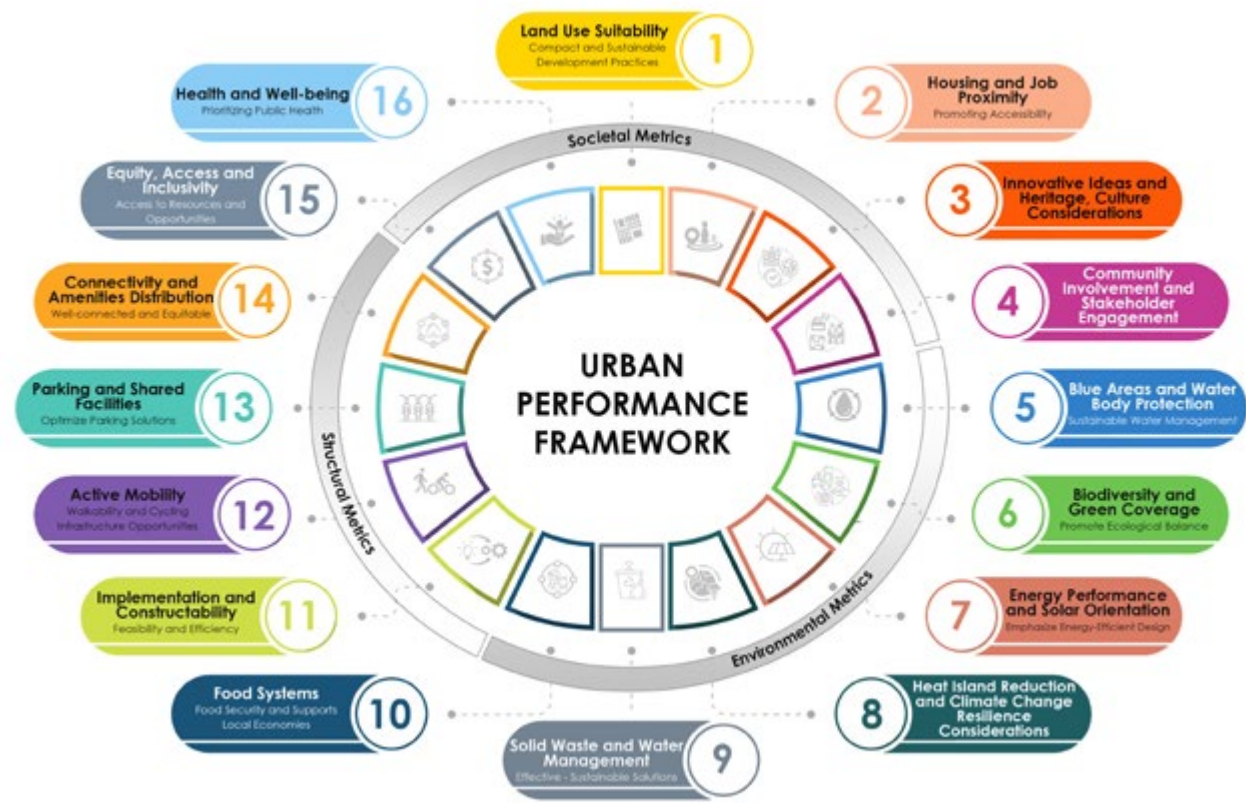 Land Use Suitability
Compact and Sustainable
Development Practices
1
2
Housing and Job
Proximity
Promoting Accessibility
3
Innovative Ideas and
Heritage, Culture
Considerations
4
Community
Involvement and
Stakeholder
Engagement
5
Blue Areas and Water
Body Protection
Sustainable Water Management
6
Biodiversity and
Green Coverage
Promote Ecological Balance
7
Energy Performance
and Solar Orientation
Emphasize Energy-Efficient Design
8
Heat Island Reduction
and Climate Change
Resilience
Considerations
Solid Waste and Water
Management
Effective - Sustainable Solutions
9
Food Systems
Food Security and Supports
Local Economies
10
Implementation and
Constructability
Feasibility and Efficiency
11
Active Mobility
Walkability and Cycling
Infrastructure Opportunities
12
Parking and Shared
Facilities
Optimize Parking Solutions
13
Connectivity and
Amenities Distribution
Well-connected and Equitable
14
Equity, Access and
Inclusivity
Access to Resources and
Opportunities
15
Health and Well-being
Prioritizing Public Health
16
Societal Metrics
Environmental Metrics
Structural Metrics
URBAN
PERFORMANCE
FRAMEWORK
$